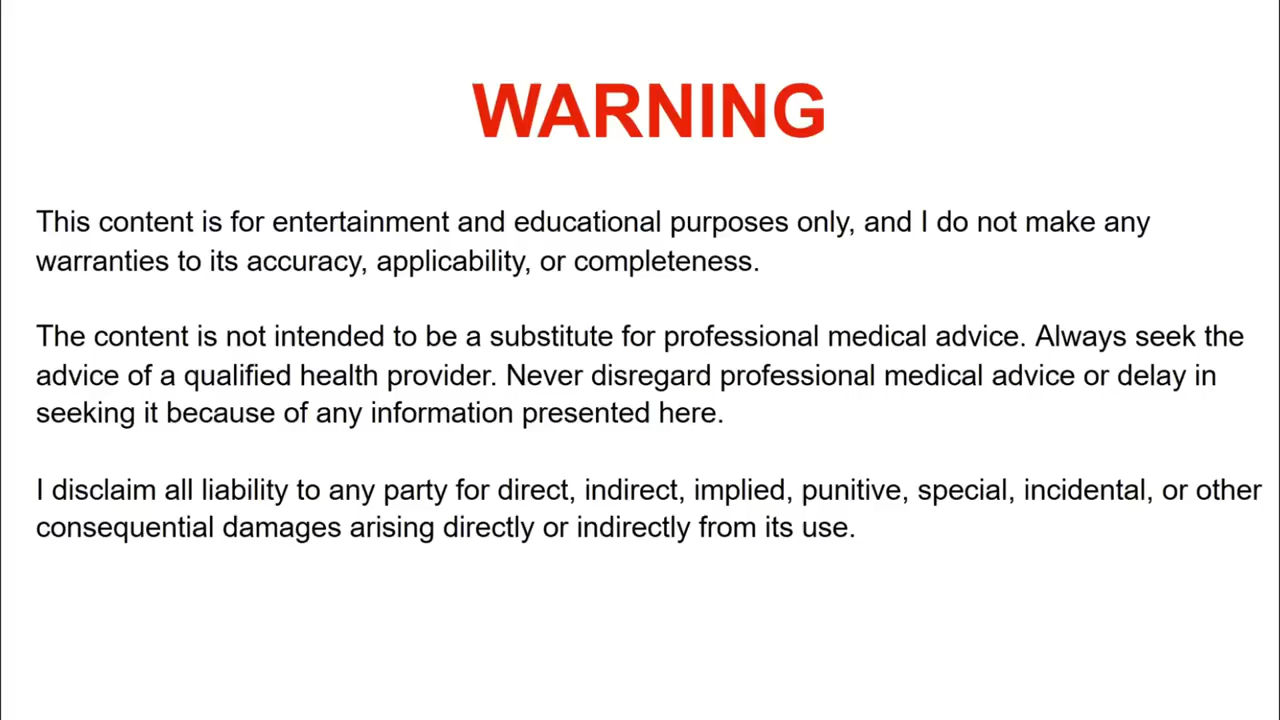 WARNING
This content is for entertainment and educational purposes only, and I do not make any
warranties to its accuracy, applicability, or completeness.
The content is not intended to be a substitute for professional medical advice. Always seek the
advice of a qualified health provider. Never disregard professional medical advice or delay in
seeking it because of any information presented here.
I disclaim all liability to any party for direct, indirect, implied, punitive, special, incidental, or other
consequential damages arising directly or indirectly from its use.